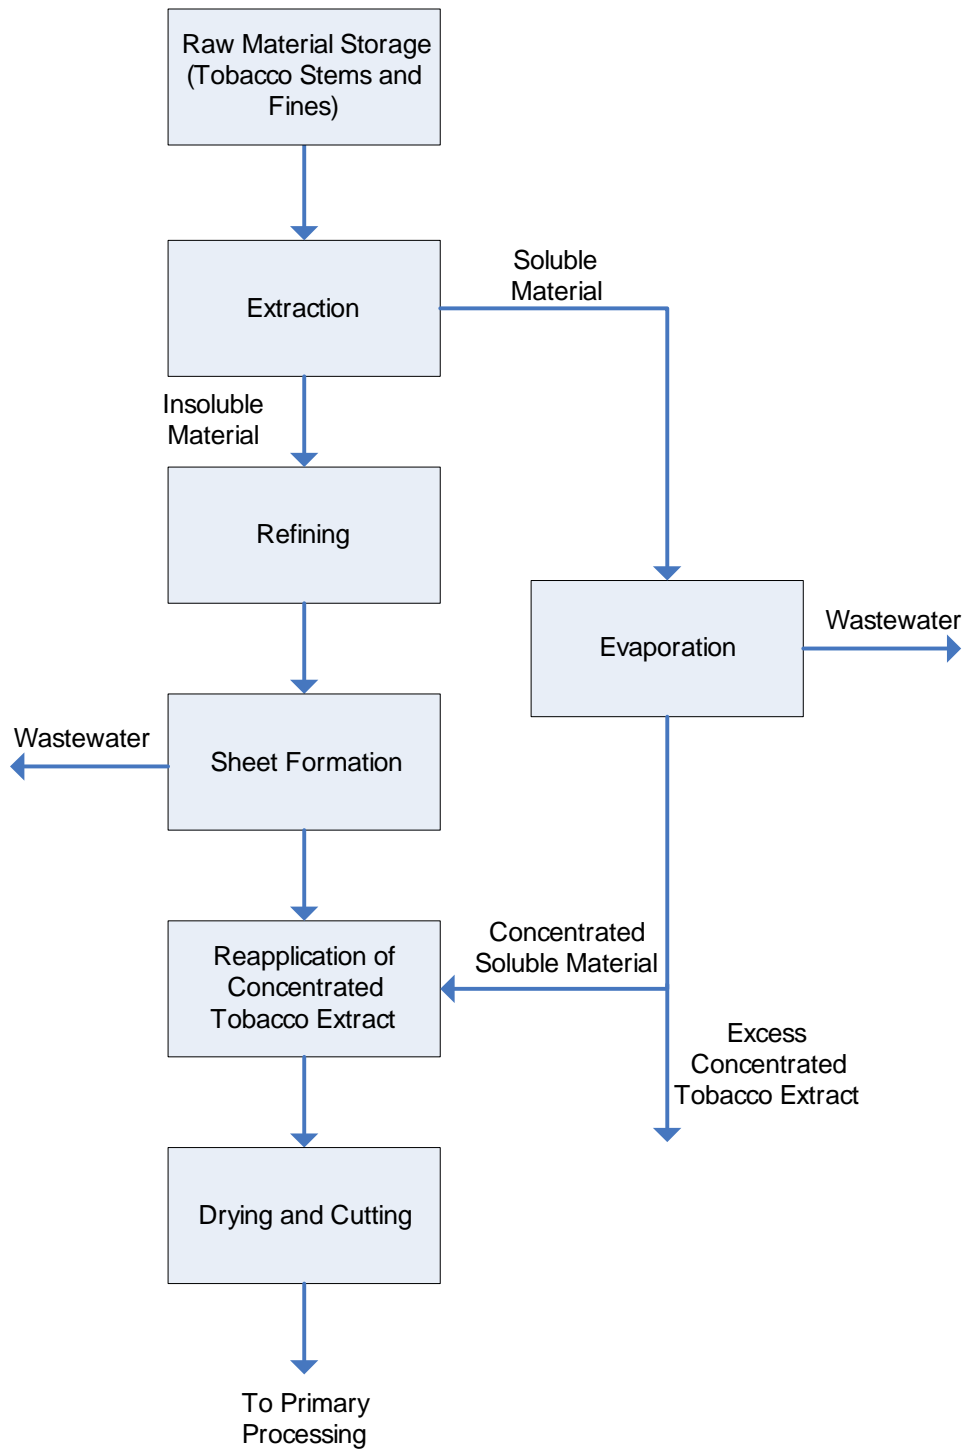 Raw Material Storage
(Tobacco Stems and
Fines)
Extraction
Soluble
Material
Insoluble
Material
Refining
Evaporation
Wastewater
Wastewater
Sheet Formation
Reapplication of
Concentrated
Tobacco Extract
Concentrated
Soluble Material
Excess
Concentrated
Tobacco Extract
Drying and Cutting
To Primary
Processing